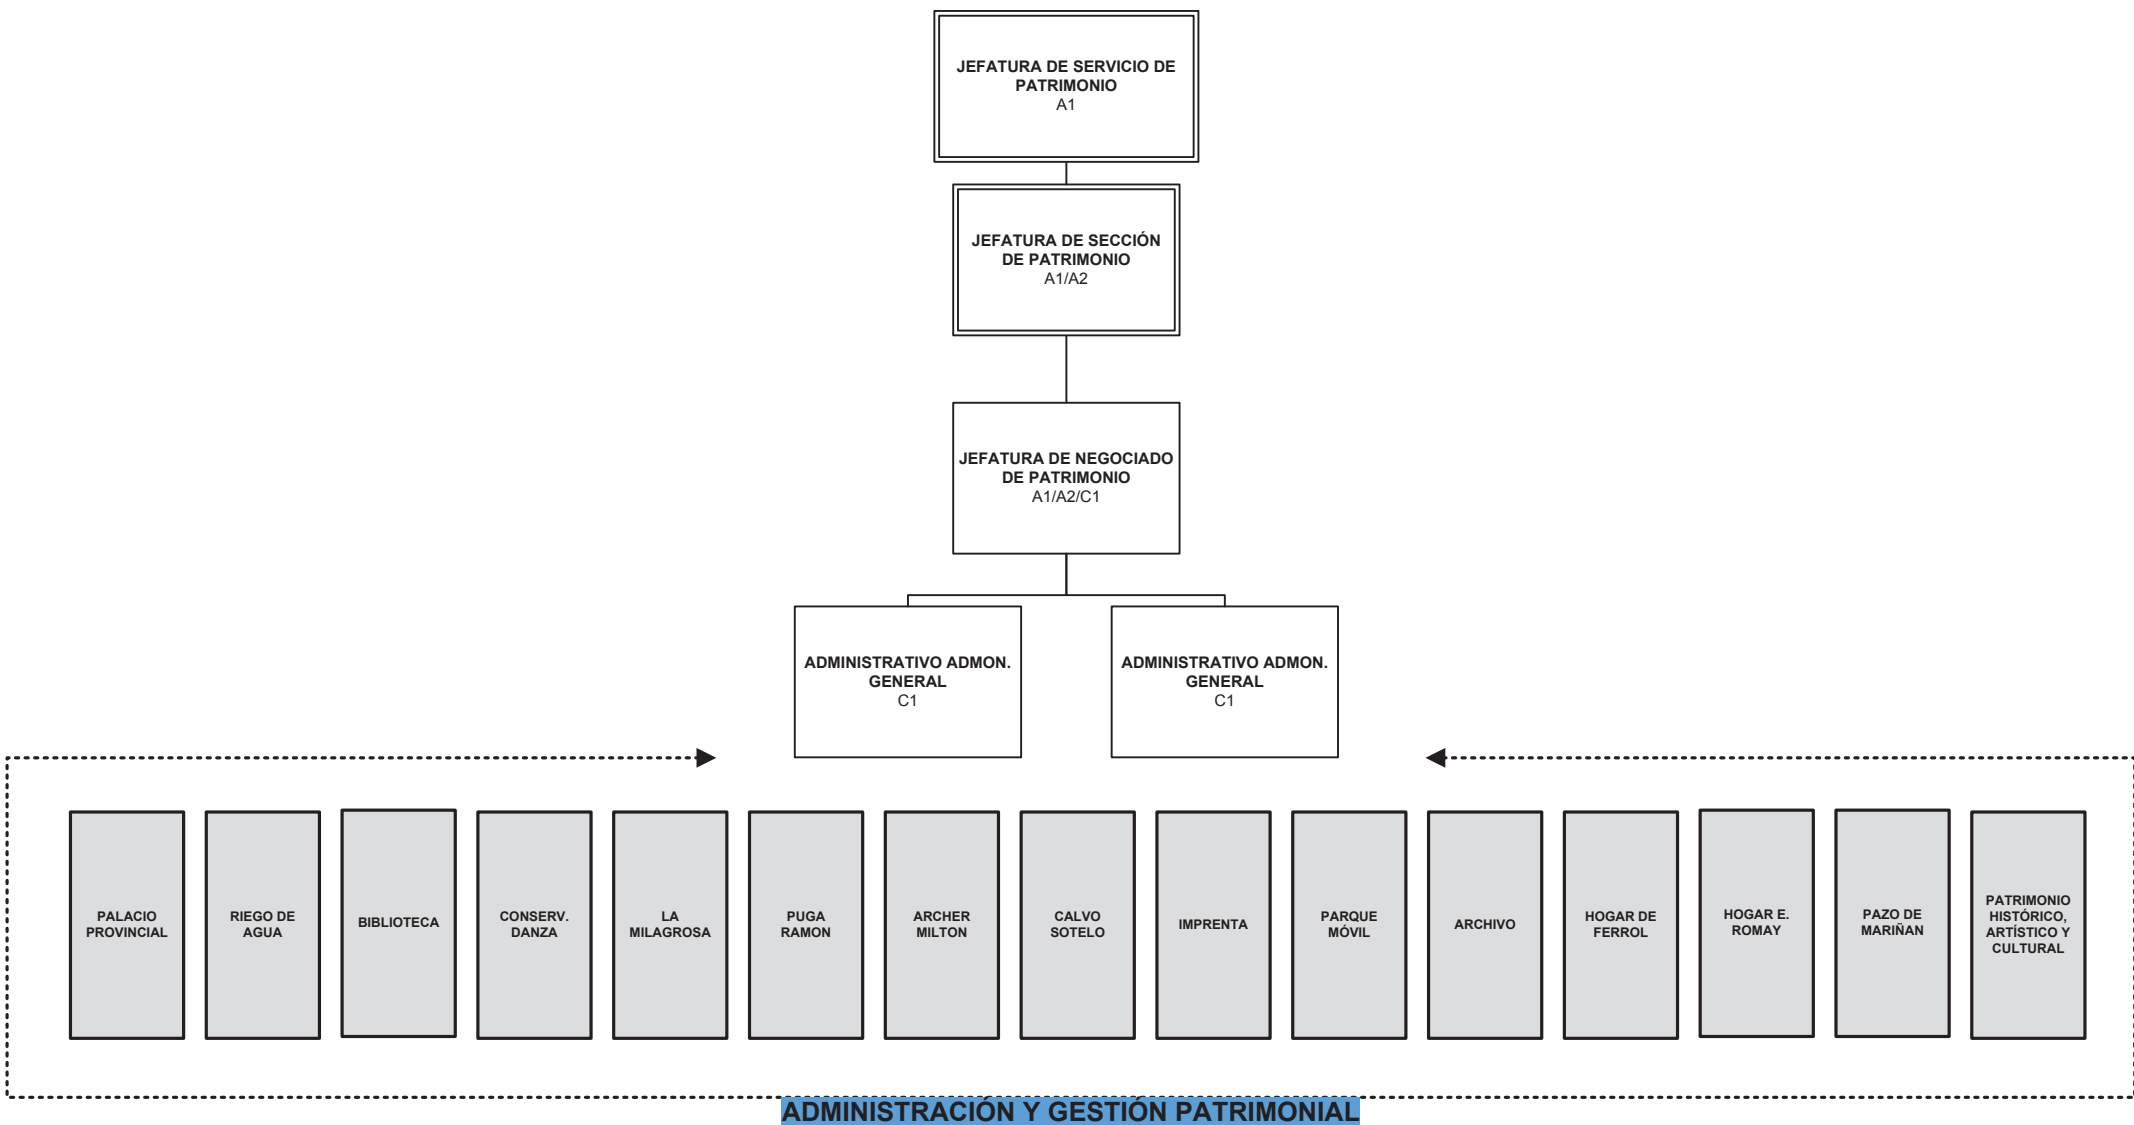 JEFATURA DE SERVICIO DE
PATRIMONIO
A1
JEFATURA DE SECCIÓN
DE PATRIMONIO
A1/A2
JEFATURA DE NEGOCIADO
DE PATRIMONIO
A1/A2/C1
ADMINISTRATIVO ADMON.
GENERAL
C1
ADMINISTRATIVO ADMON.
GENERAL
C1
PALACIO
PROVINCIAL
RIEGO DE
AGUA
BIBLIOTECA
CONSERV.
DANZA
LA
MILAGROSA
PUGA
RAMON
ARCHER
MILTON
CALVO
SOTELO
IMPRENTA
PARQUE
MÓVIL
ARCHIVO
HOGAR DE
FERROL
HOGAR E.
ROMAY
PAZO DE
MARIÑAN
PATRIMONIO
HISTÓRICO,
ARTÍSTICO Y
CULTURAL
ADMINISTRACIÓN Y GESTIÓN PATRIMONIAL